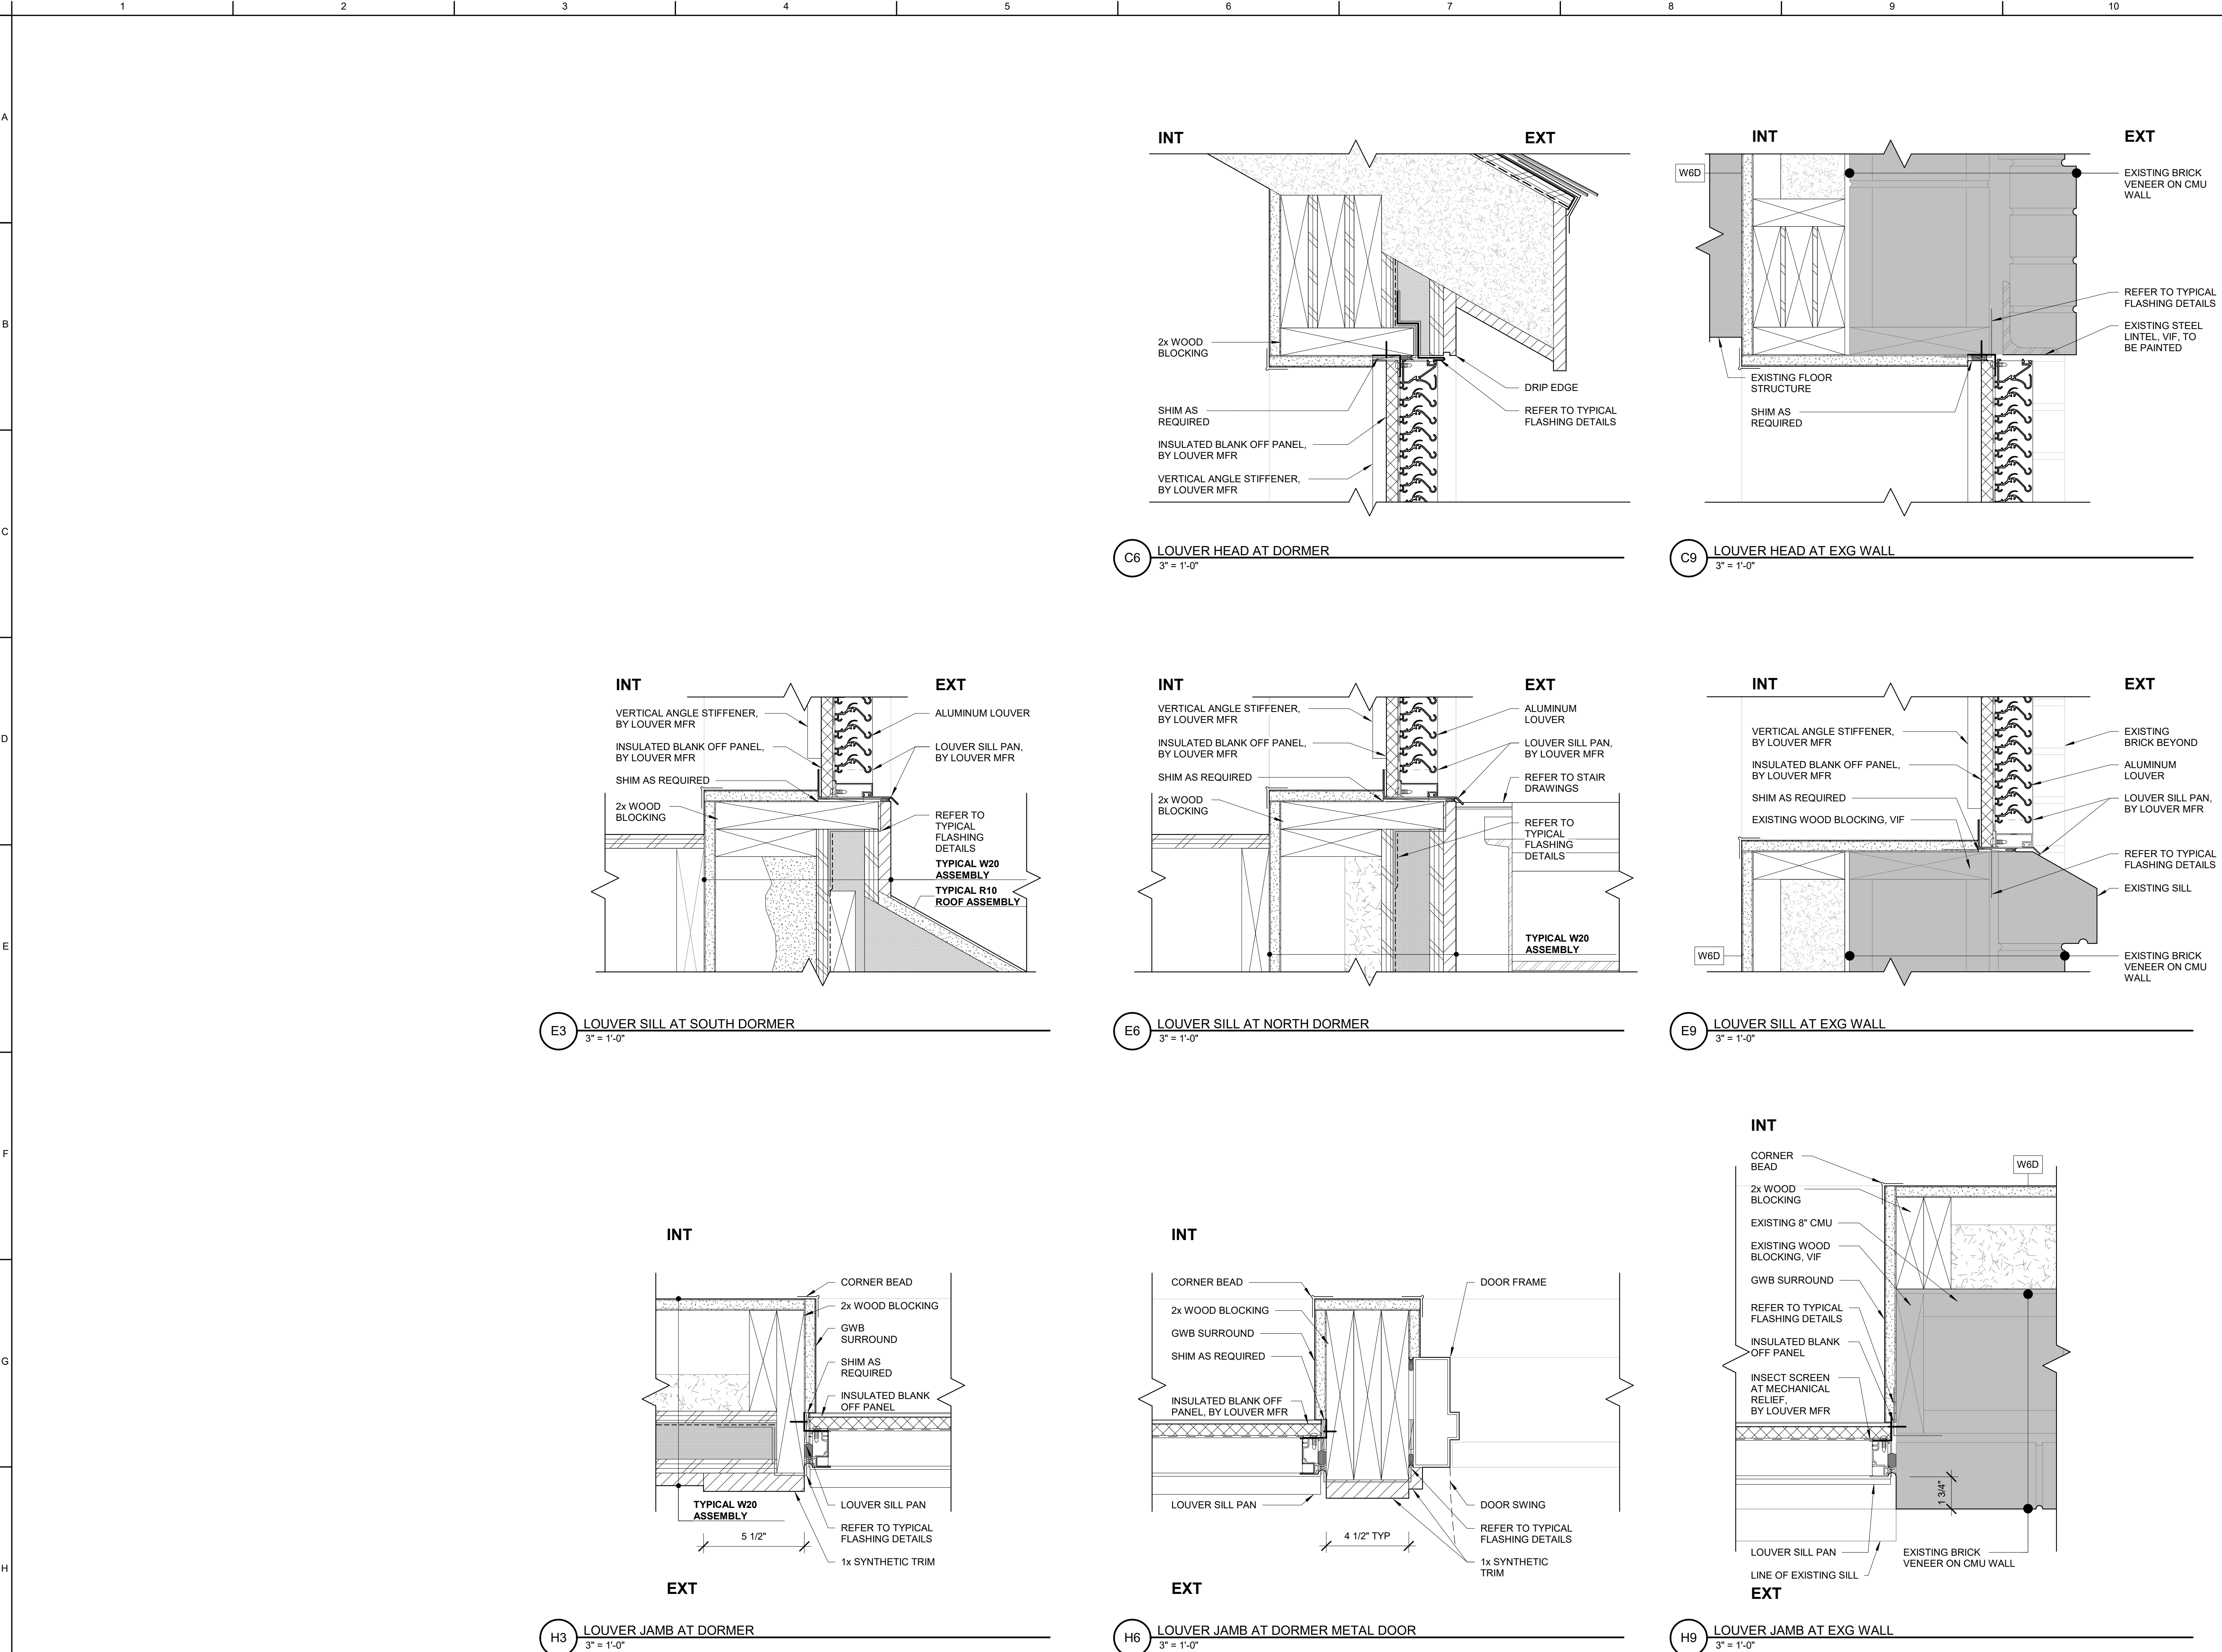 1 2 3 4 5 6 7 8 9 10
A
B
C
D
E
F
G
H
INT
EXT
2x WOOD
BLOCKING
SHIM AS
REQUIRED
INSULATED BLANK OFF PANEL,
BY LOUVER MFR
VERTICAL ANGLE STIFFENER,
BY LOUVER MFR
DRIP EDGE
REFER TO TYPICAL
FLASHING DETAILS
C6
LOUVER HEAD AT DORMER
3" = 1'-0"
INT
EXT
W6D
EXISTING BRICK
VENEER ON CMU
WALL
REFER TO TYPICAL
FLASHING DETAILS
EXISTING STEEL
LINTEL, VIF, TO
BE PAINTED
EXISTING FLOOR
STRUCTURE
SHIM AS
REQUIRED
C9
LOUVER HEAD AT EXG WALL
3" = 1'-0"
INT
EXT
VERTICAL ANGLE STIFFENER,
BY LOUVER MFR
INSULATED BLANK OFF PANEL,
BY LOUVER MFR
SHIM AS REQUIRED
2x WOOD
BLOCKING
ALUMINUM LOUVER
LOUVER SILL PAN,
BY LOUVER MFR
REFER TO
TYPICAL
FLASHING
DETAILS
TYPICAL W20
ASSEMBLY
TYPICAL R10
ROOF ASSEMBLY
E3
LOUVER SILL AT SOUTH DORMER
3" = 1'-0"
INT
EXT
VERTICAL ANGLE STIFFENER,
BY LOUVER MFR
INSULATED BLANK OFF PANEL,
BY LOUVER MFR
SHIM AS REQUIRED
2x WOOD
BLOCKING
ALUMINUM
LOUVER
LOUVER SILL PAN,
BY LOUVER MFR
REFER TO STAIR
DRAWINGS
REFER TO
TYPICAL
FLASHING
DETAILS
TYPICAL W20
ASSEMBLY
E6
LOUVER SILL AT NORTH DORMER
3" = 1'-0"
INT
EXT
VERTICAL ANGLE STIFFENER,
BY LOUVER MFR
INSULATED BLANK OFF PANEL,
BY LOUVER MFR
SHIM AS REQUIRED
EXISTING WOOD BLOCKING, VIF
W6D
EXISTING
BRICK BEYOND
ALUMINUM
LOUVER
LOUVER SILL PAN,
BY LOUVER MFR
REFER TO TYPICAL
FLASHING DETAILS
EXISTING SILL
EXISTING BRICK
VENEER ON CMU
WALL
E9
LOUVER SILL AT EXG WALL
3" = 1'-0"
INT
CORNER BEAD
2x WOOD BLOCKING
GWB
SURROUND
SHIM AS
REQUIRED
INSULATED BLANK
OFF PANEL
TYPICAL W20
ASSEMBLY
5 1/2"
LOUVER SILL PAN
REFER TO TYPICAL
FLASHING DETAILS
1x SYNTHETIC TRIM
EXT
H3
LOUVER JAMB AT DORMER
3" = 1'-0"
INT
CORNER BEAD
2x WOOD BLOCKING
GWB SURROUND
SHIM AS REQUIRED
INSULATED BLANK OFF
PANEL, BY LOUVER MFR
LOUVER SILL PAN
4 1/2" TYP
DOOR FRAME
DOOR SWING
REFER TO TYPICAL
FLASHING DETAILS
1x SYNTHETIC
TRIM
EXT
H6
LOUVER JAMB AT DORMER METAL DOOR
3" = 1'-0"
INT
CORNER
BEAD
W6D
2x WOOD
BLOCKING
EXISTING 8" CMU
EXISTING WOOD
BLOCKING, VIF
GWB SURROUND
REFER TO TYPICAL
FLASHING DETAILS
INSULATED BLANK
OFF PANEL
INSECT SCREEN
AT MECHANICAL
RELIEF,
BY LOUVER MFR
1 3/4"
LOUVER SILL PAN
LINE OF EXISTING SILL
EXISTING BRICK
VENEER ON CMU WALL
EXT
H9
LOUVER JAMB AT EXG WALL
3" = 1'-0"